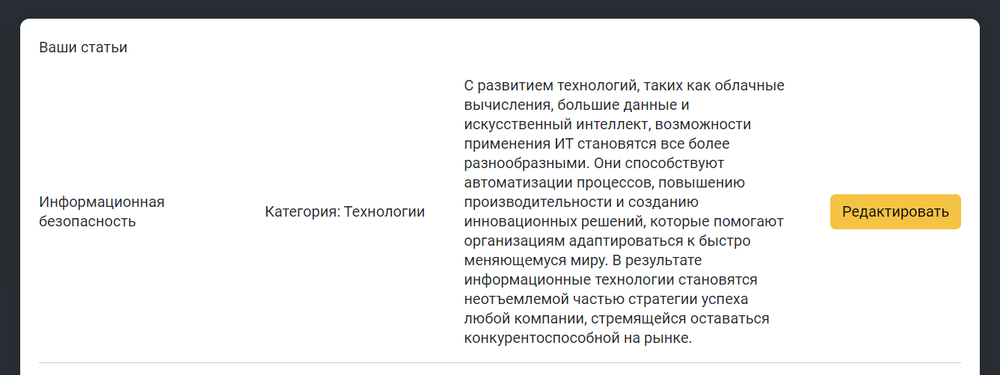 Ваши статьи
Информационная
безопасность
Категория: Технологии
С развитием технологий, таких как облачные
вычисления, большие данные и
искусственный интеллект, возможности
применения ИТ становятся все более
разнообразными. Они способствуют
автоматизации процессов, повышению
производительности и созданию
инновационных решений, которые помогают
организациям адаптироваться к быстро
меняющемуся миру. В результате
информационные технологии становятся
неотъемлемой частью стратегии успеха
любой компании, стремящейся оставаться
конкурентоспособной на рынке.
Редактировать